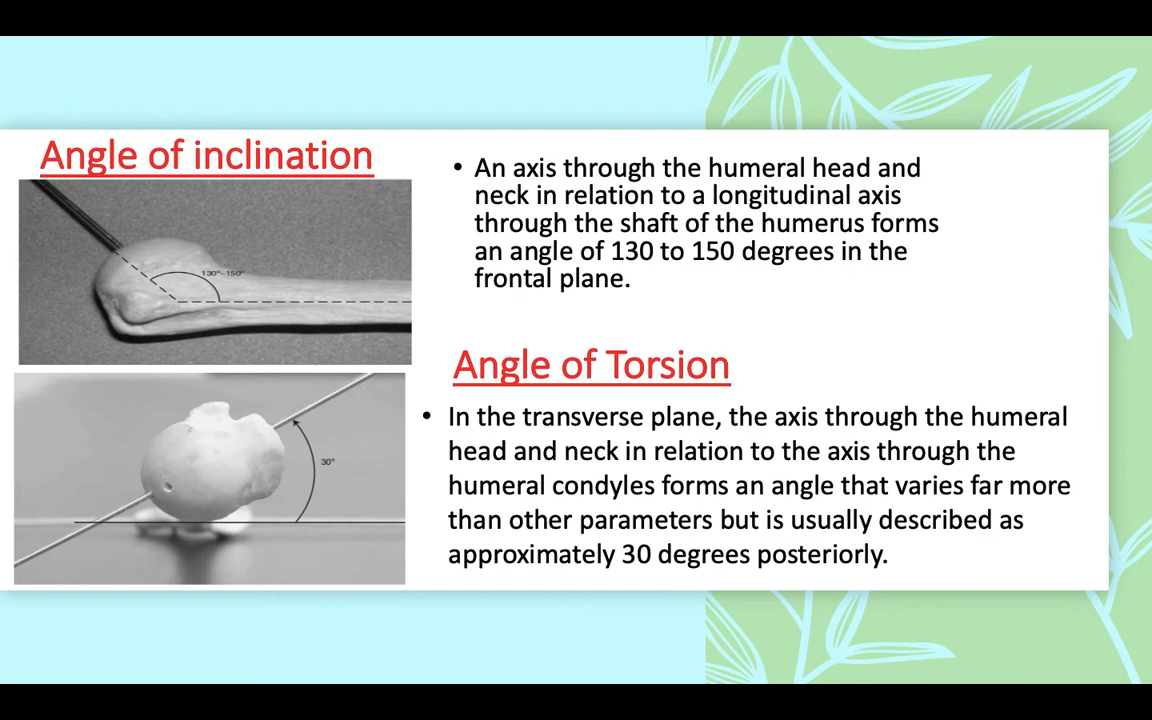 Angle of inclination
130°-150°
• An axis through the humeral head and
neck in relation to a longitudinal axis
through the shaft of the humerus forms
an angle of 130 to 150 degrees in the
frontal plane.
Angle of Torsion
30°
• In the transverse plane, the axis through the humeral
head and neck in relation to the axis through the
humeral condyles forms an angle that varies far more
than other parameters but is usually described as
approximately 30 degrees posteriorly.